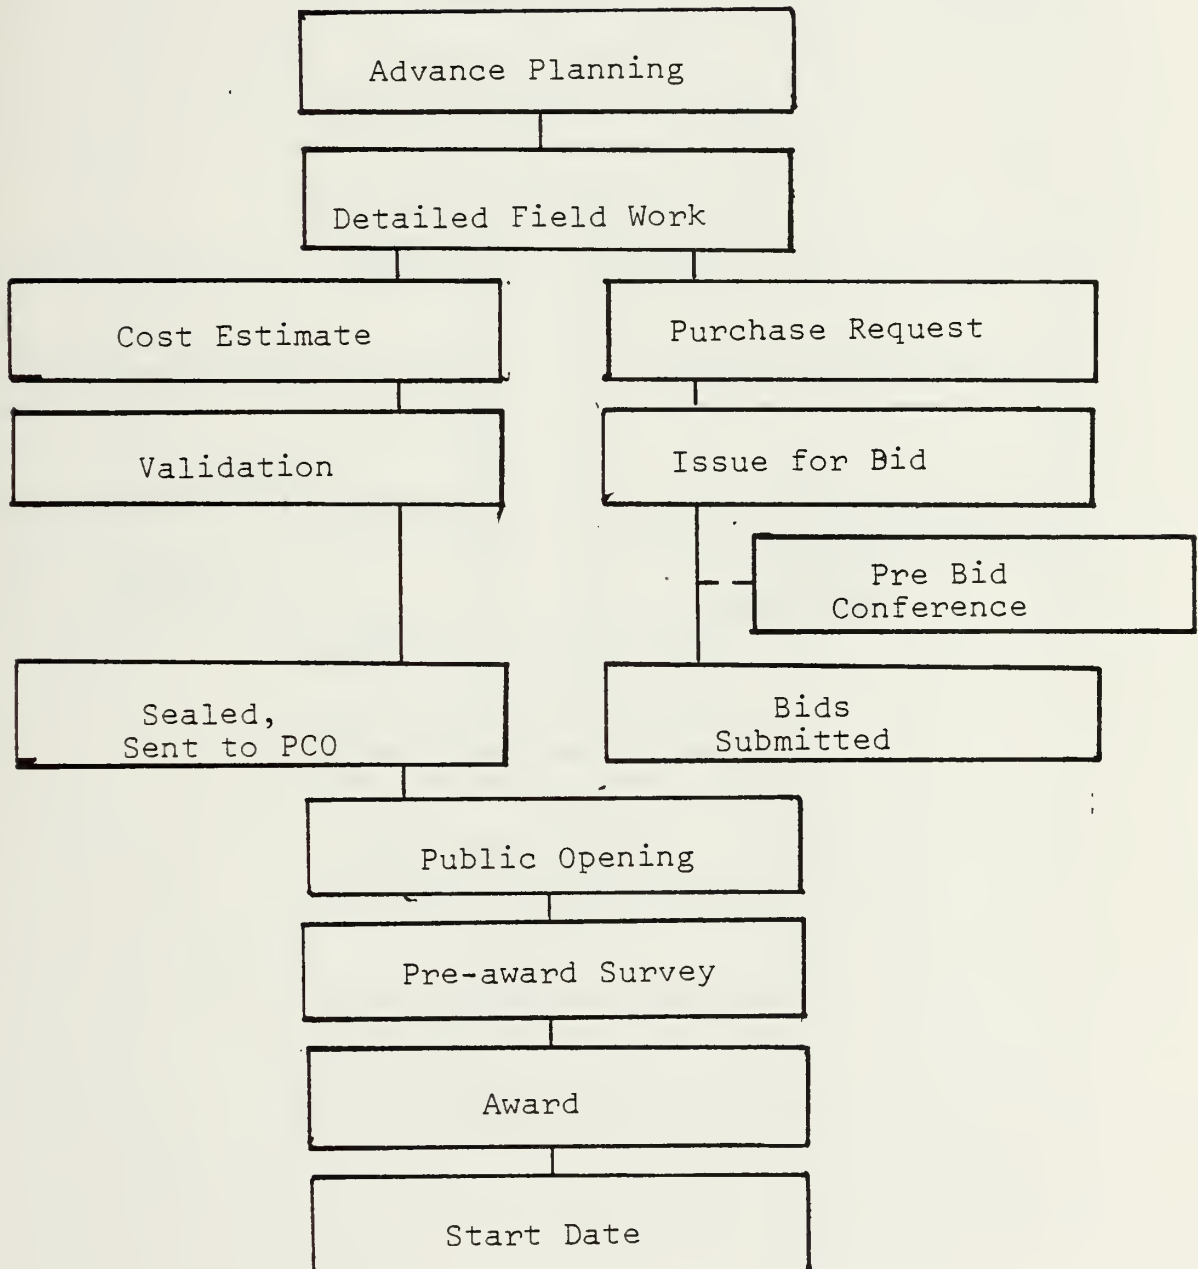 Advance Planning
Detailed Field Work
Cost Estimate
Purchase Request
Validation
Issue for Bid
Pre Bid
Conference
Sealed,
Sent to PCO
Bids
Submitted
Public Opening
Pre-award Survey
Award
Start Date